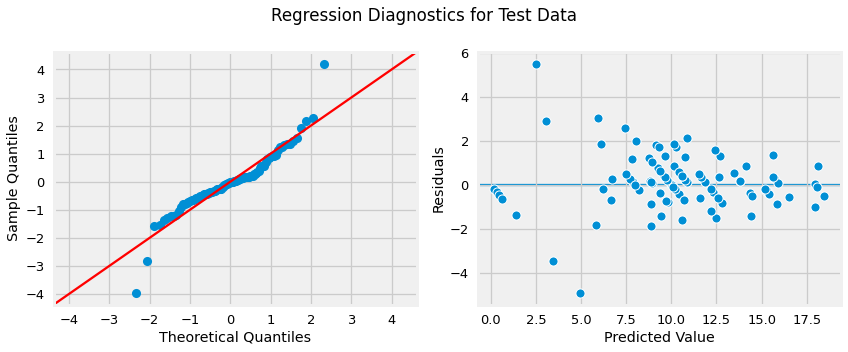 Regression Diagnostics for Test Data
Sample Quantiles
4
3
2
1
0
−1
−2
−3
−4
−4 −3 −2 −1 0 1 2 3 4
Theoretical Quantiles
Residuals
6
4
2
0
−2
−4
0.0 2.5 5.0 7.5 10.0 12.5 15.0 17.5
Predicted Value